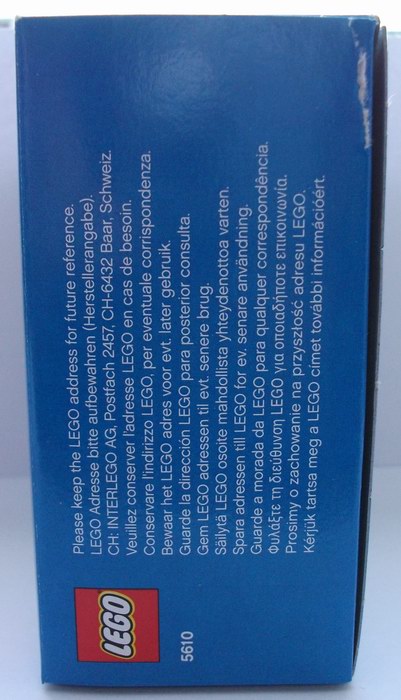 Please keep the LEGO address for future reference.
LEGO Adresse bitte aufbewahren (Herstellerangabe).
CH: INTERLEGO AG, Postfach 2457, CH-6432 Baar, Schweiz.
Veuillez conserver l'adresse LEGO en cas de besoin.
Conservare l'indirizzo LEGO, per eventuale corrispondenza.
Bewaar het LEGO adres voor evt. later gebruik.
Guarde la dirección LEGO para posterior consulta.
Gem LEGO adressen til evt. senere brug.
Säilytä LEGO osoite mahdollista yhteydenottoa varten.
Spara adressen till LEGO for ev. senare användning.
Guarde a morada da LEGO para qualquer correspondência.
Φυλάξτε τη διεύθυνση LEGO για οποιαδήποτε επικοινωνία.
Prosimy o zachowanie na przyszłość adresu LEGO.
Kérjük tartsa meg a LEGO címet további információért.
LEGO
5610